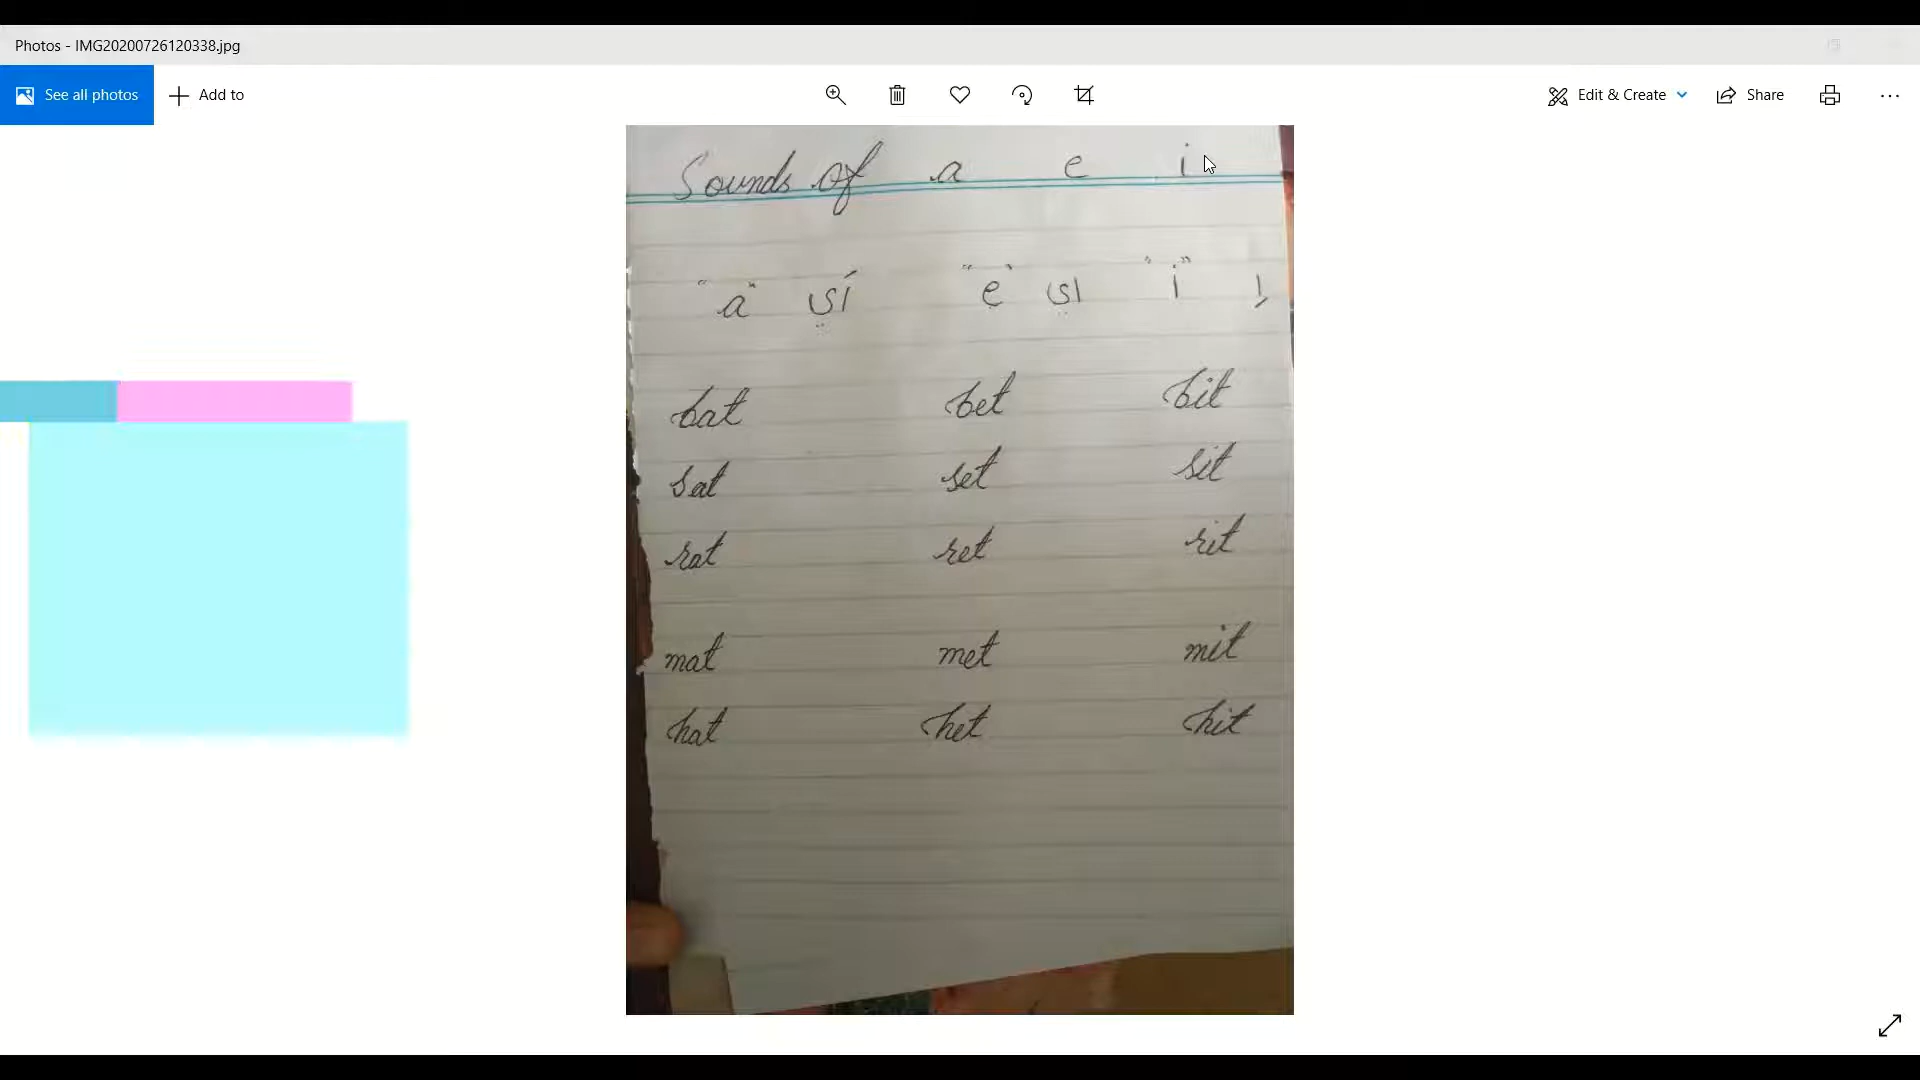 Photos - IMG20200726120338.jpg
See all photos Add to Edit & Create Share
Sounds of a e i
"a" اَی "e" ای "i" اِ
bat bet bit
sat set sit
rat ret rit
mat met mit
hat het hit